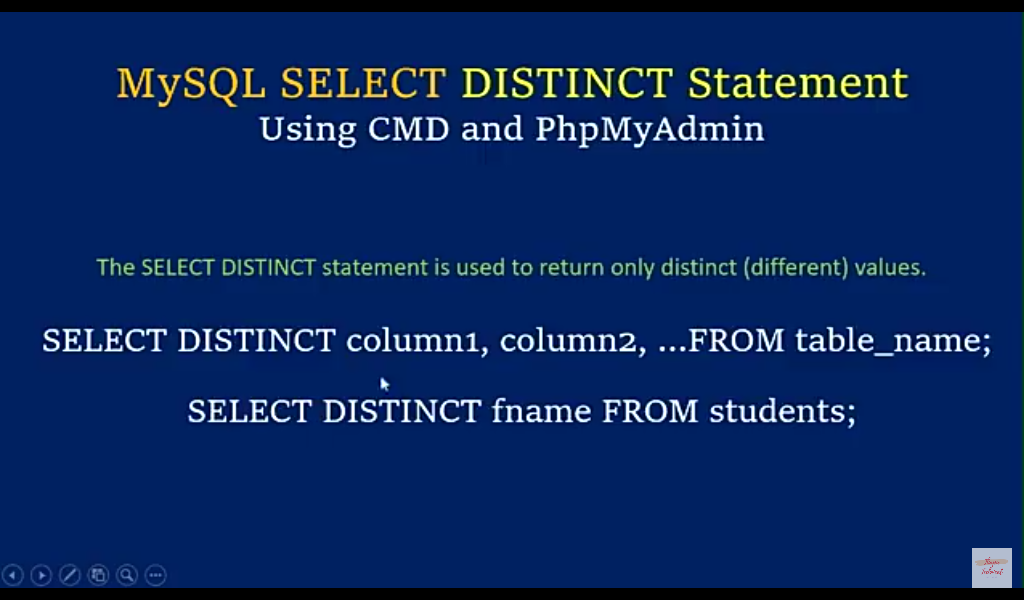 MySQL SELECT DISTINCT Statement
Using CMD and PhpMyAdmin
The SELECT DISTINCT statement is used to return only distinct (different) values.
SELECT DISTINCT column1, column2, ...FROM table_name;
SELECT DISTINCT fname FROM students;